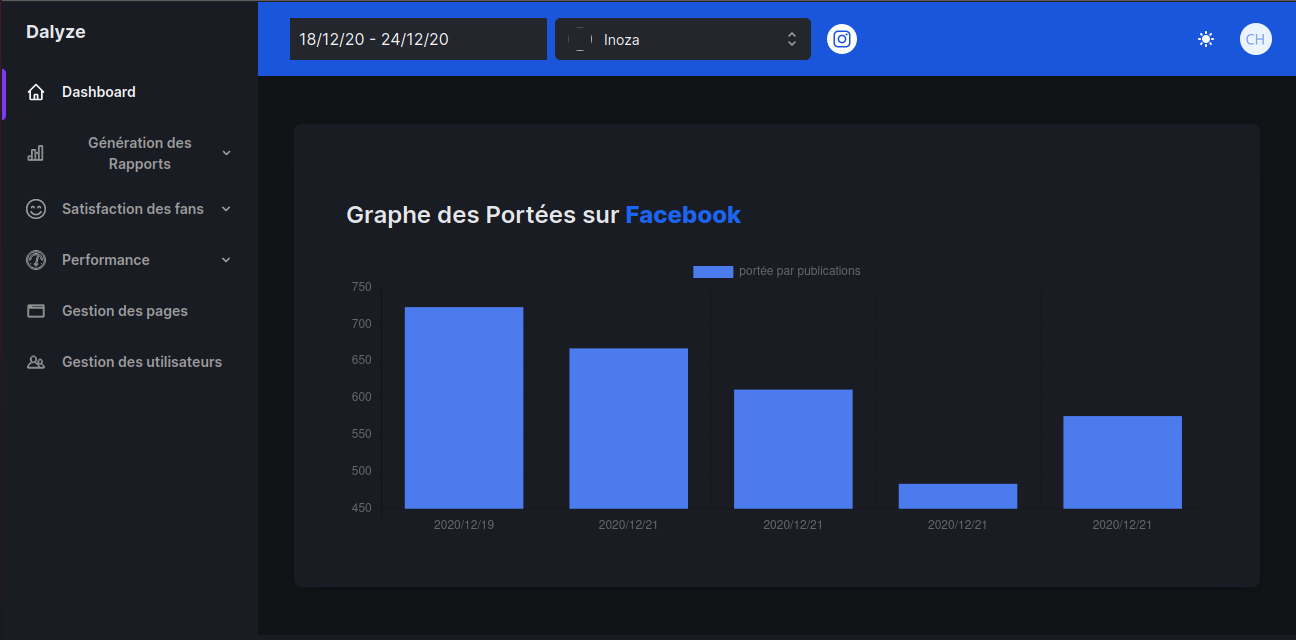 Dalyze
18/12/20 - 24/12/20
Inoza
CH
Dashboard
Génération des
Rapports
Satisfaction des fans
Performance
Gestion des pages
Gestion des utilisateurs
Graphe des Portées sur Facebook
portée par publications
750
700
650
600
550
500
450
2020/12/19 2020/12/21 2020/12/21 2020/12/21 2020/12/21